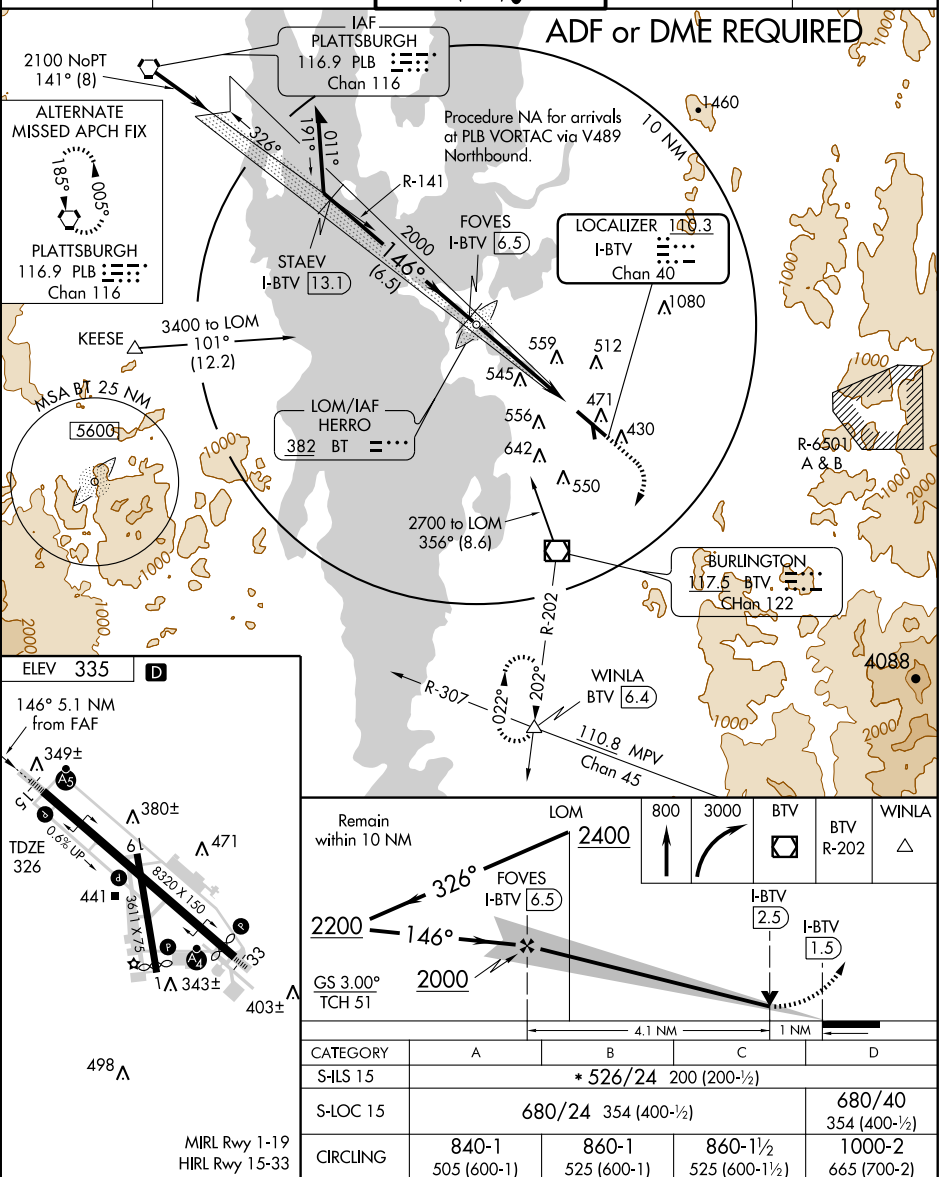 ADF or DME REQUIRED
IAF
PLATTSBURGH
116.9 PLB
Chan 116
2100 NoPT
141° (8)
ALTERNATE
MISSED APCH FIX
185°
005°
PLATTSBURGH
116.9 PLB
Chan 116
326°
191°
011°
Procedure NA for arrivals
at PLB VORTAC via V489
Northbound.
1460
10 NM
R-141
2000
146°
(6.5)
STAEV
I-BTV 13.1
FOVES
I-BTV 6.5
LOCALIZER 110.3
I-BTV
Chan 40
1080
KEESE
3400 to LOM
101°
(12.2)
559
512
545
471
556
430
642
550
1000
R-6501
A & B
1000
2000
MSA BT 25 NM
5600
1000
1000
1000
2000
LOM/IAF
HERRO
382 BT
2700 to LOM
356° (8.6)
BURLINGTON
117.5 BTV
CHan 122
R-202
202°
022°
R-307
WINLA
BTV 6.4
110.8 MPV
Chan 45
4088
1000
2000
ELEV 335
D
146° 5.1 NM
from FAF
349±
A5
15
P
380±
0.6% UP
TDZE
326
19
471
8320 X 150
P
441
3611 X 75
P
P
A4
33
1
343±
403±
498
MIRL Rwy 1-19
HIRL Rwy 15-33
Remain
within 10 NM
LOM
2400
800
3000
BTV
BTV
R-202
WINLA
326°
FOVES
I-BTV 6.5
2200
146°
2000
GS 3.00°
TCH 51
I-BTV
2.5
I-BTV
1.5
4.1 NM
1 NM
CATEGORY A B C D
S-ILS 15 * 526/24 200 (200-½)
S-LOC 15 680/24 354 (400-½) 680/40 354 (400-½)
CIRCLING 840-1 860-1 860-1½ 1000-2
505 (600-1) 525 (600-1) 525 (600-1½) 665 (700-2)